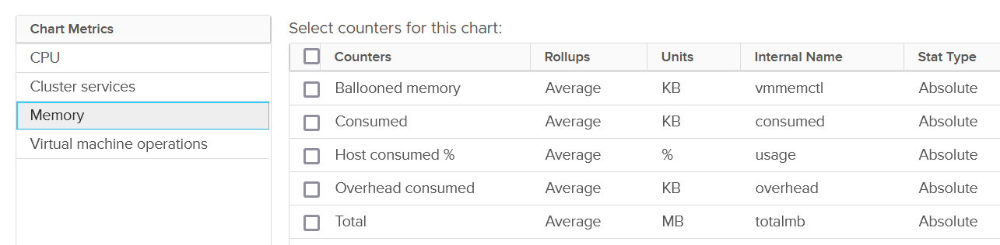 Chart Metrics
CPU
Cluster services
Memory
Virtual machine operations
Select counters for this chart:
Counters Rollups Units Internal Name Stat Type
Ballooned memory Average KB vmmemctl Absolute
Consumed Average KB consumed Absolute
Host consumed % Average % usage Absolute
Overhead consumed Average KB overhead Absolute
Total Average MB totalmb Absolute